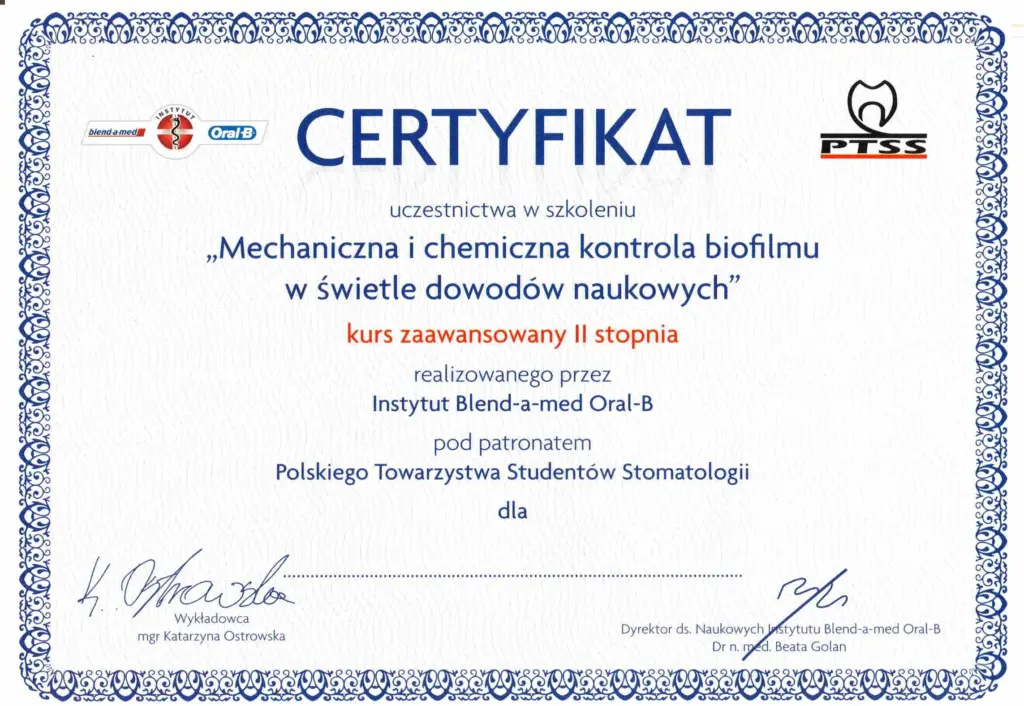 blend-a-med
INSTYTUT
Oral-B
CERTYFIKAT
PTSS
uczestnictwa w szkoleniu
„Mechaniczna i chemiczna kontrola biofilmu
w świetle dowodów naukowych”
kurs zaawansowany II stopnia
realizowanego przez
Instytut Blend-a-med Oral-B
pod patronatem
Polskiego Towarzystwa Studentów Stomatologii
dla
K. Ostrowska
Wykładowca
mgr Katarzyna Ostrowska
Dyrektor ds. Naukowych Instytutu Blend-a-med Oral-B
Dr n. med. Beata Golan